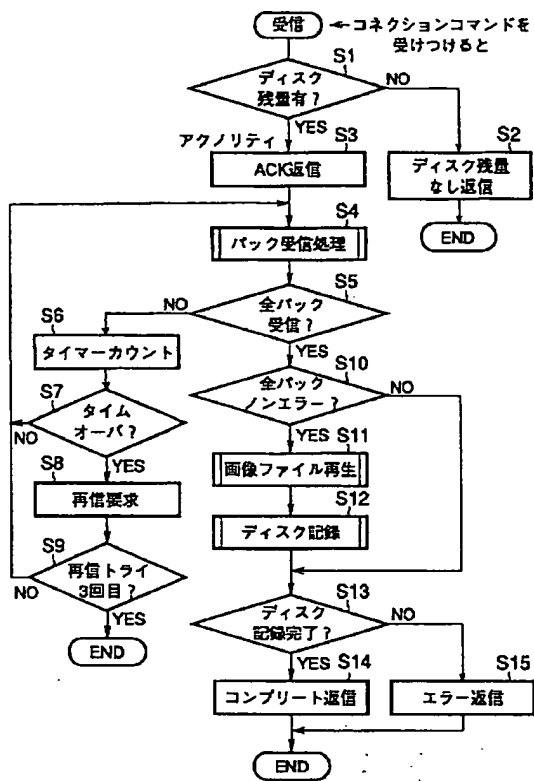 受信
←コネクションコマンドを
受けつけると
S1
ディスク
残量有?
NO
YES
S2
ディスク残量
なし返信
END
アクノリティ
S3
ACK返信
S4
パック受信処理
S5
全パック
受信?
NO
YES
S6
タイマーカウント
S7
タイム
オーバ?
NO
YES
S8
再信要求
S9
再信トライ
3回目?
NO
YES
END
S10
全パック
ノンエラー?
NO
YES
S11
画像ファイル再生
S12
ディスク記録
S13
ディスク
記録完了?
NO
YES
S14
コンプリート返信
S15
エラー返信
END